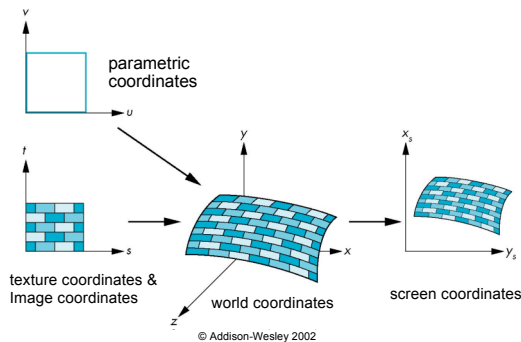 v
parametric
coordinates
u
t
s
texture coordinates &
Image coordinates
y
x
z
world coordinates
xs
ys
screen coordinates
© Addison-Wesley 2002